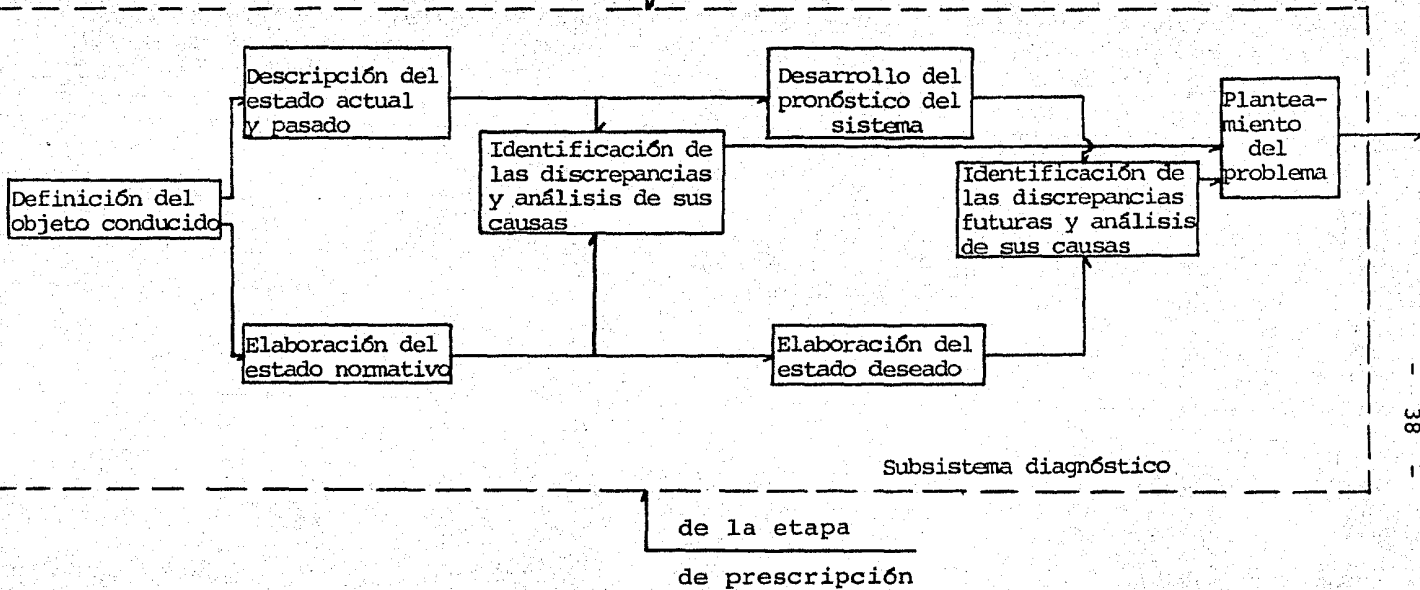 Descripción del
estado actual
y pasado
Desarrollo del
pronóstico del
sistema
Plantea-
miento
del
problema
Identificación de
las discrepancias
y análisis de sus
causas
Identificación de
las discrepancias
futuras y análisis
de sus causas
Definición del
objeto conducido
Elaboración del
estado normativo
Elaboración del
estado deseado
Subsistema diagnóstico
- 38 -
de la etapa
de prescripción